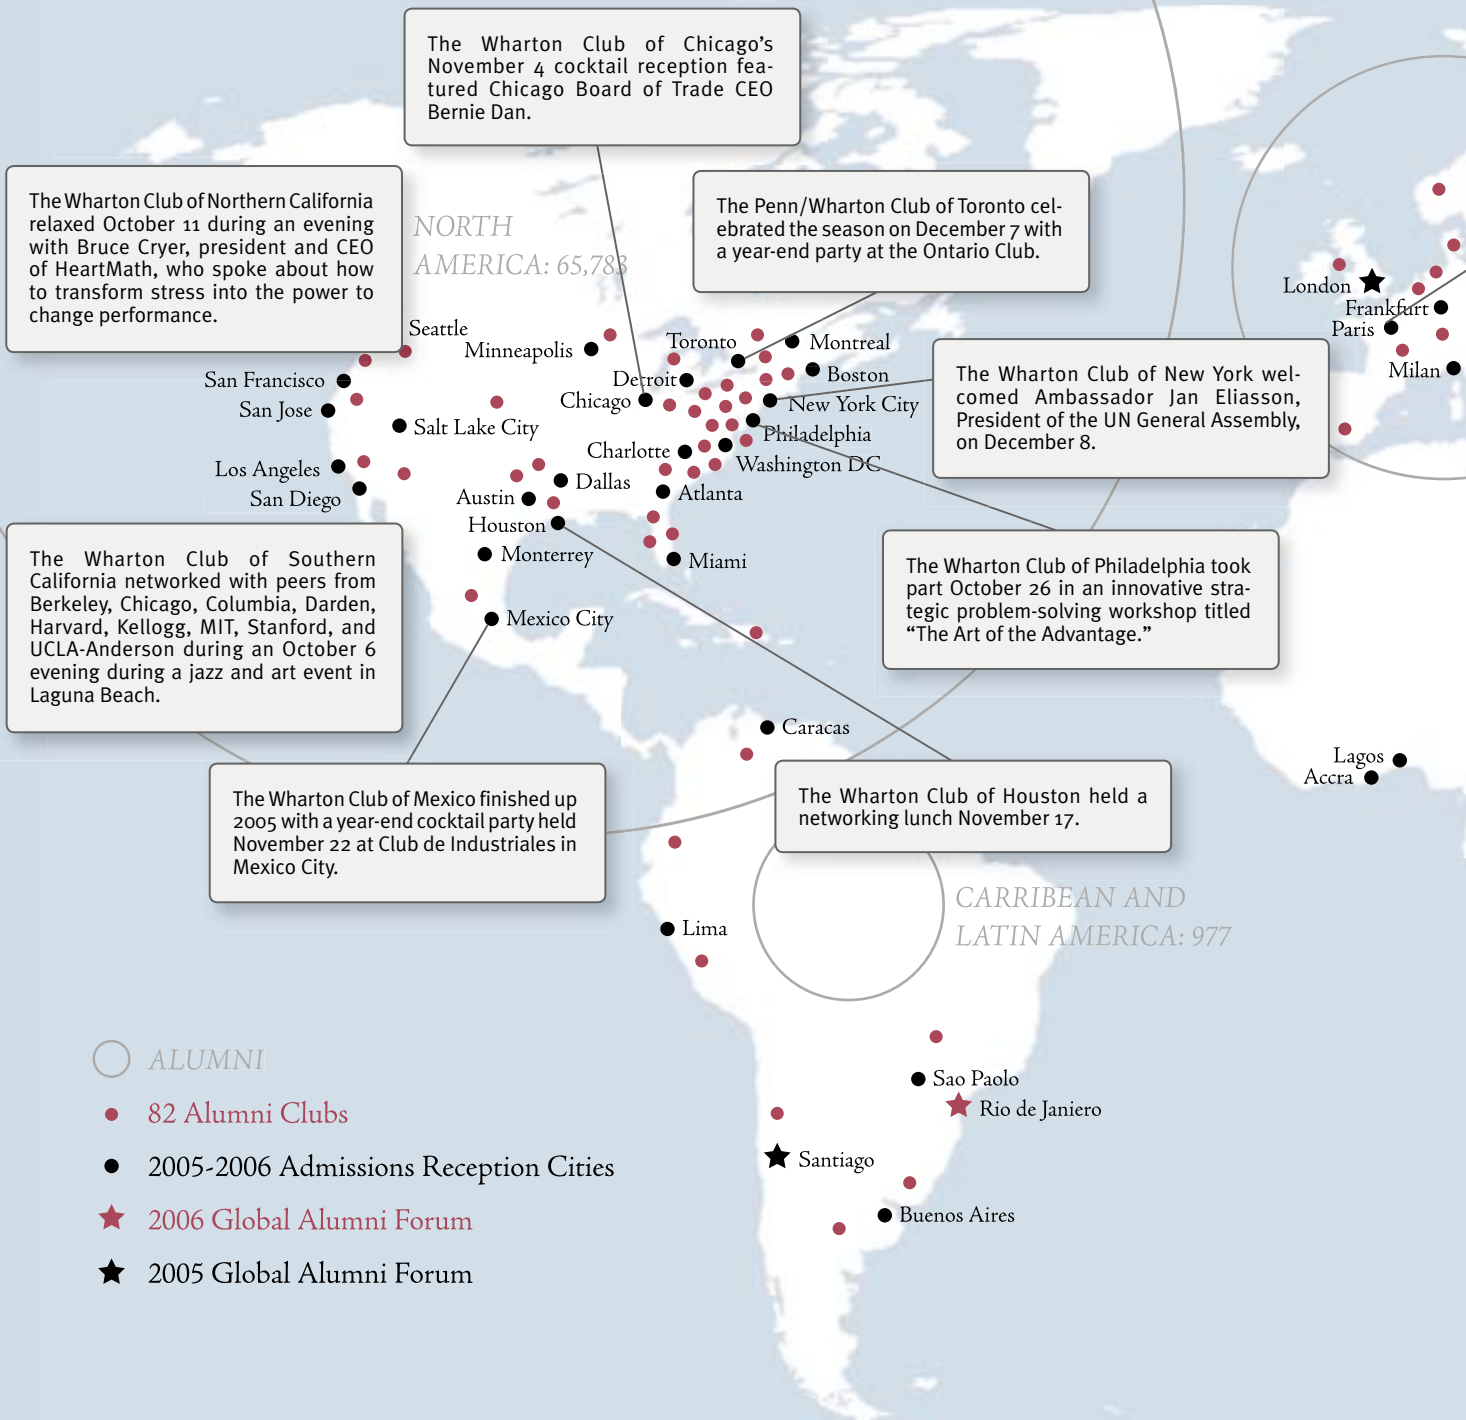 The Wharton Club of Chicago’s
November 4 cocktail reception fea-
tured Chicago Board of Trade CEO
Bernie Dan.
The Wharton Club of Northern California
relaxed October 11 during an evening
with Bruce Cryer, president and CEO
of HeartMath, who spoke about how
to transform stress into the power to
change performance.
The Penn/Wharton Club of Toronto cel-
ebrated the season on December 7 with
a year-end party at the Ontario Club.
NORTH
AMERICA: 65,783
London
Frankfurt
Paris
Milan
Seattle
Minneapolis
Toronto
Montreal
Detroit
Boston
San Francisco
Chicago
New York City
San Jose
Salt Lake City
Philadelphia
Charlotte
Washington DC
Los Angeles
Dallas
San Diego
Austin
Atlanta
Houston
Monterrey
Miami
Mexico City
The Wharton Club of New York wel-
comed Ambassador Jan Eliasson,
President of the UN General Assembly,
on December 8.
The Wharton Club of Southern
California networked with peers from
Berkeley, Chicago, Columbia, Darden,
Harvard, Kellogg, MIT, Stanford, and
UCLA-Anderson during an October 6
evening during a jazz and art event in
Laguna Beach.
The Wharton Club of Philadelphia took
part October 26 in an innovative stra-
tegic problem-solving workshop titled
“The Art of the Advantage.”
Caracas
Lagos
Accra
The Wharton Club of Mexico finished up
2005 with a year-end cocktail party held
November 22 at Club de Industriales in
Mexico City.
The Wharton Club of Houston held a
networking lunch November 17.
CARRIBEAN AND
LATIN AMERICA: 977
Lima
Sao Paolo
Rio de Janiero
Santiago
Buenos Aires
ALUMNI
82 Alumni Clubs
2005-2006 Admissions Reception Cities
2006 Global Alumni Forum
2005 Global Alumni Forum